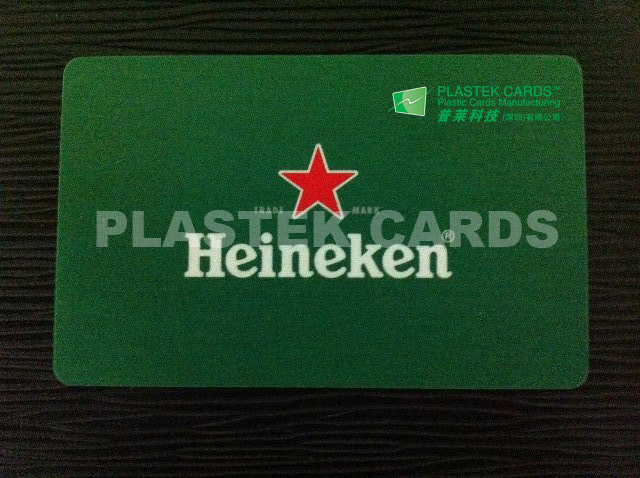 PLASTEK CARDS™
Plastic Cards Manufacturing
普莱科技 (深圳)有限公司
TRADE MARK
PLASTEK CARDS
Heineken®